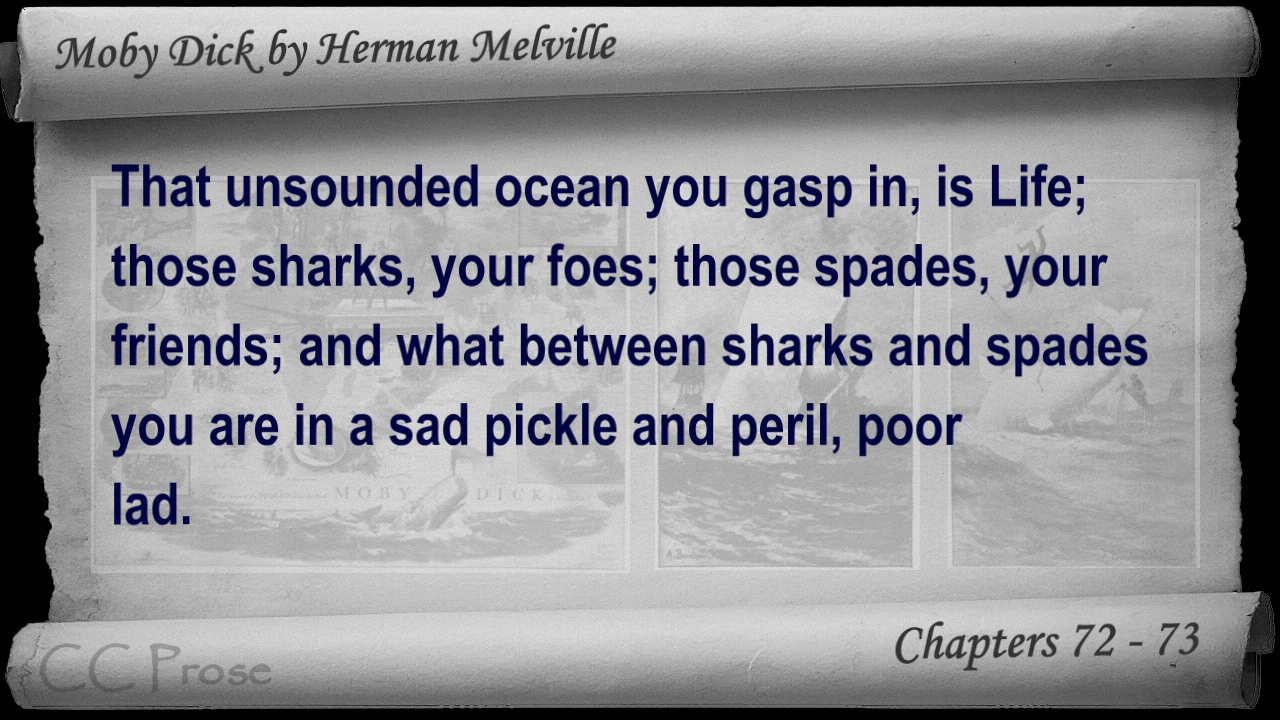 Moby Dick by Herman Melville
That unsounded ocean you gasp in, is Life;
those sharks, your foes; those spades, your
friends; and what between sharks and spades
you are in a sad pickle and peril, poor
lad.
MOBY DICK
Chapters 72 - 73
CC Prose